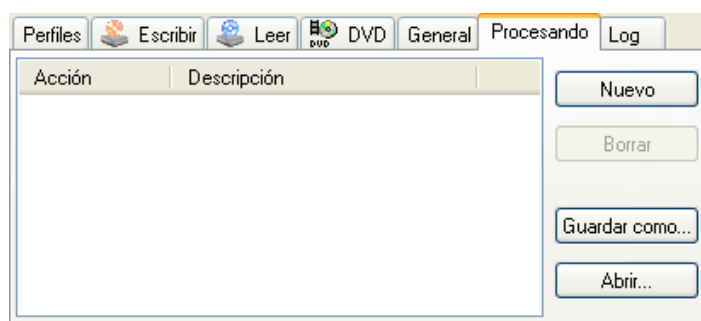 Perfiles Escribir Leer DVD DVD General Procesando Log
Acción Descripción
Nuevo
Borrar
Guardar como...
Abrir...